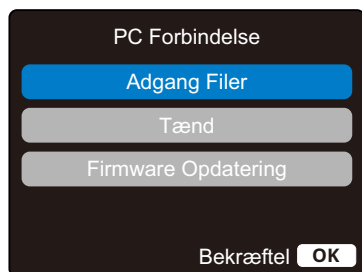 PC Forbindelse
Adgang Filer
Tænd
Firmware Opdatering
Bekræftel OK